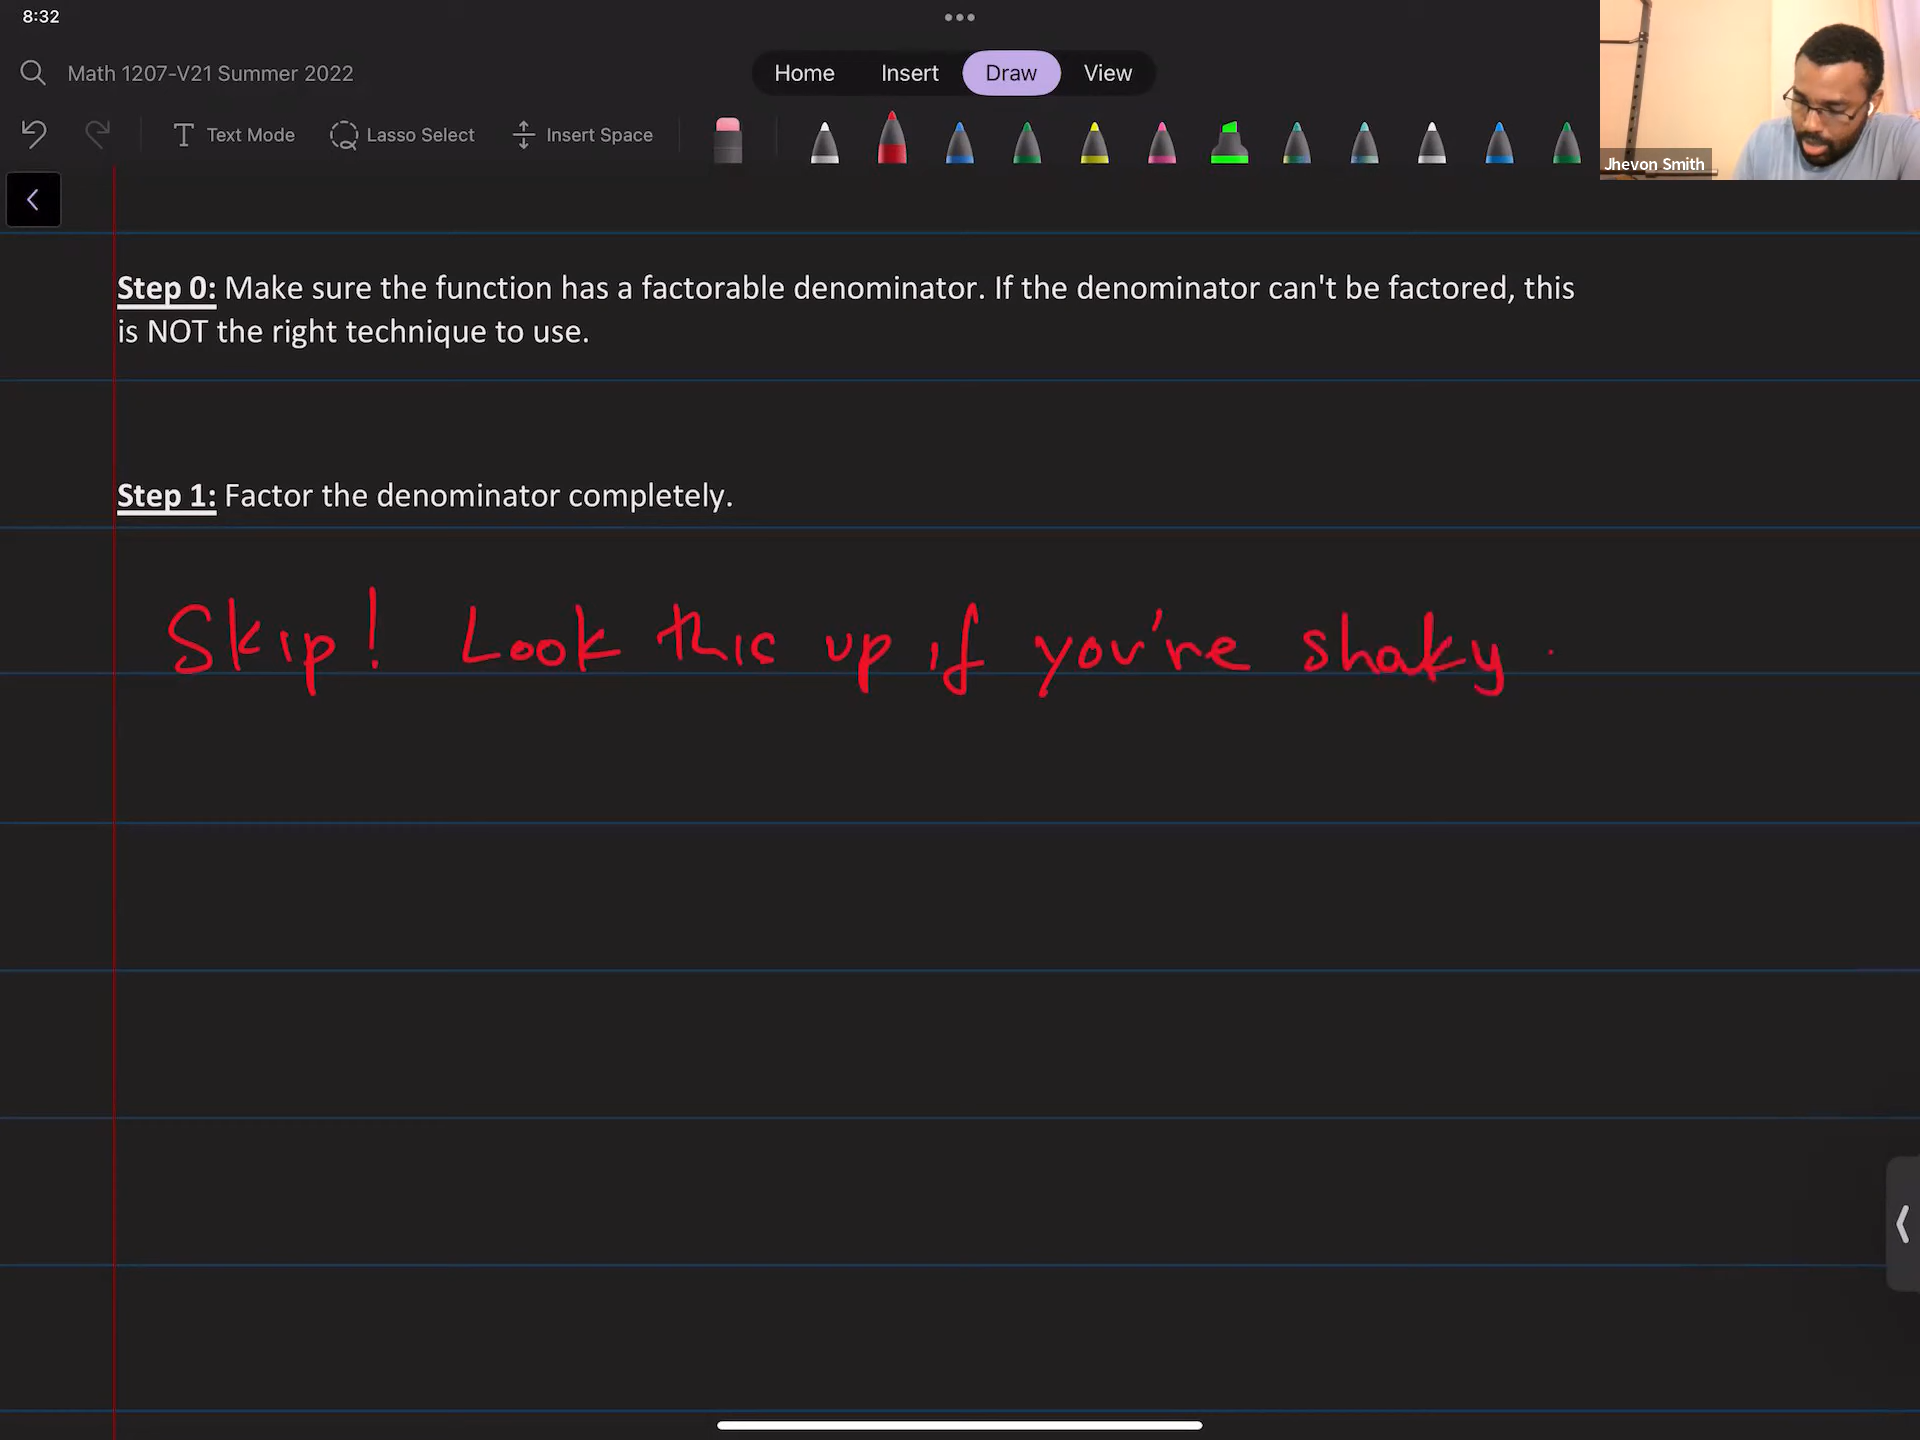 8:32
Math 1207-V21 Summer 2022
Home Insert Draw View
Text Mode Lasso Select Insert Space
Jhevon Smith
Step 0: Make sure the function has a factorable denominator. If the denominator can't be factored, this
is NOT the right technique to use.
Step 1: Factor the denominator completely.
Skip! Look this up if you're shaky.